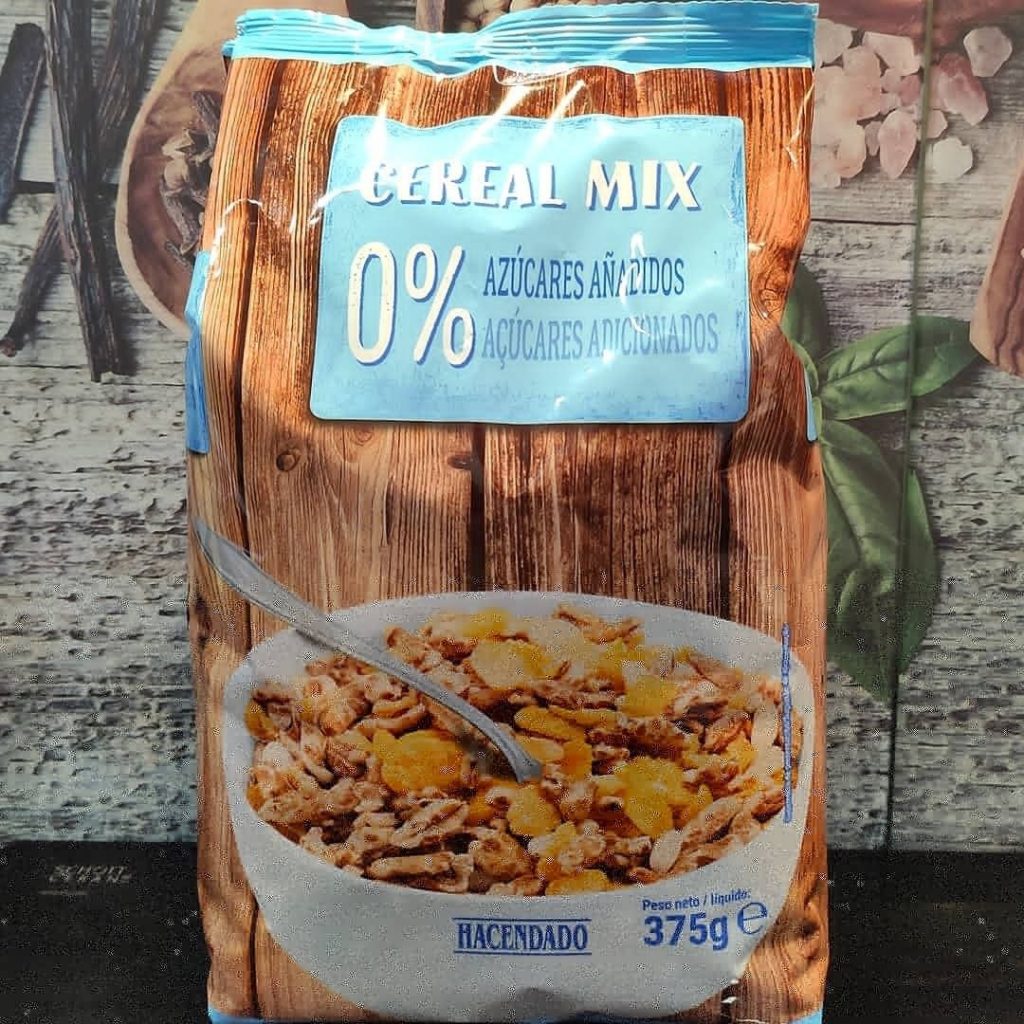 CEREAL MIX
0% AZÚCARES AÑADIDOS
AÇÚCARES ADICIONADOS
HACENDADO
Peso neto / líquido:
375g e